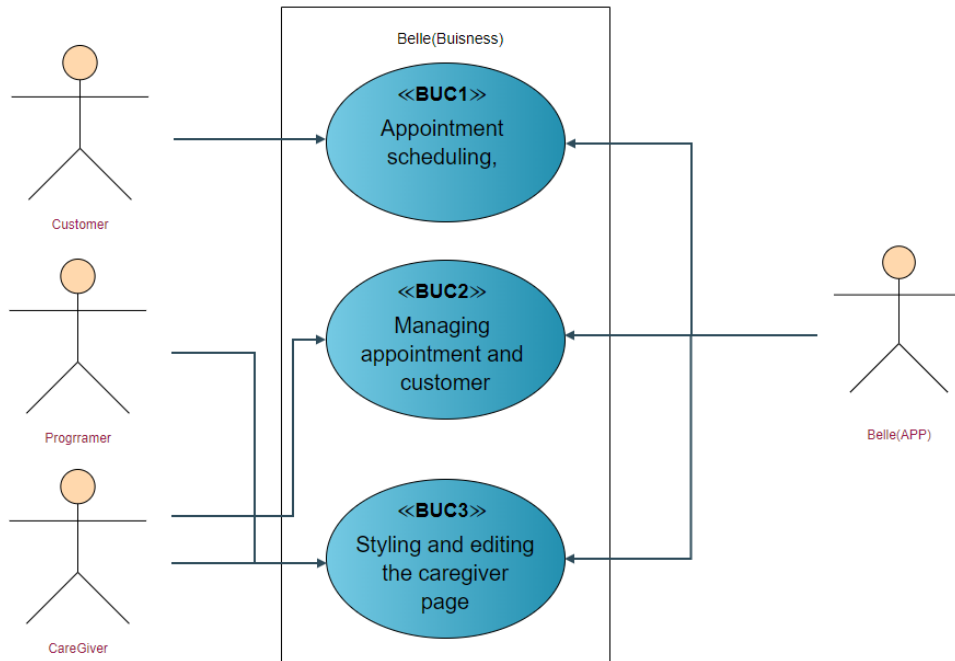 Belle(Buisness)
≪BUC1≫
Appointment
scheduling,
Customer
≪BUC2≫
Managing
appointment and
customer
Progrramer
Belle(APP)
≪BUC3≫
Styling and editing
the caregiver
page
CareGiver